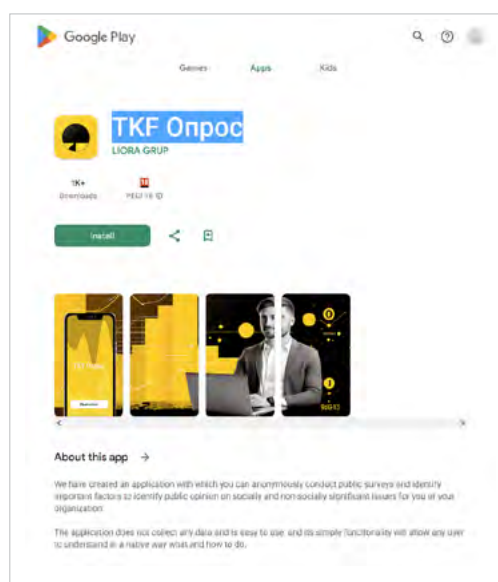 Google Play
Games Apps Kids
TKF Опрос
LIORA GRUP
1K+
Downloads
18
PEGI 18
Install
About this app →
We have created an application with which you can anonymously conduct public surveys and identify
important factors to identify public opinion on socially and non-socially significant issues for you or your
organization.
The application does not collect any data and is easy to use, and its simple functionality will allow any user
to understand in a native way what and how to do.